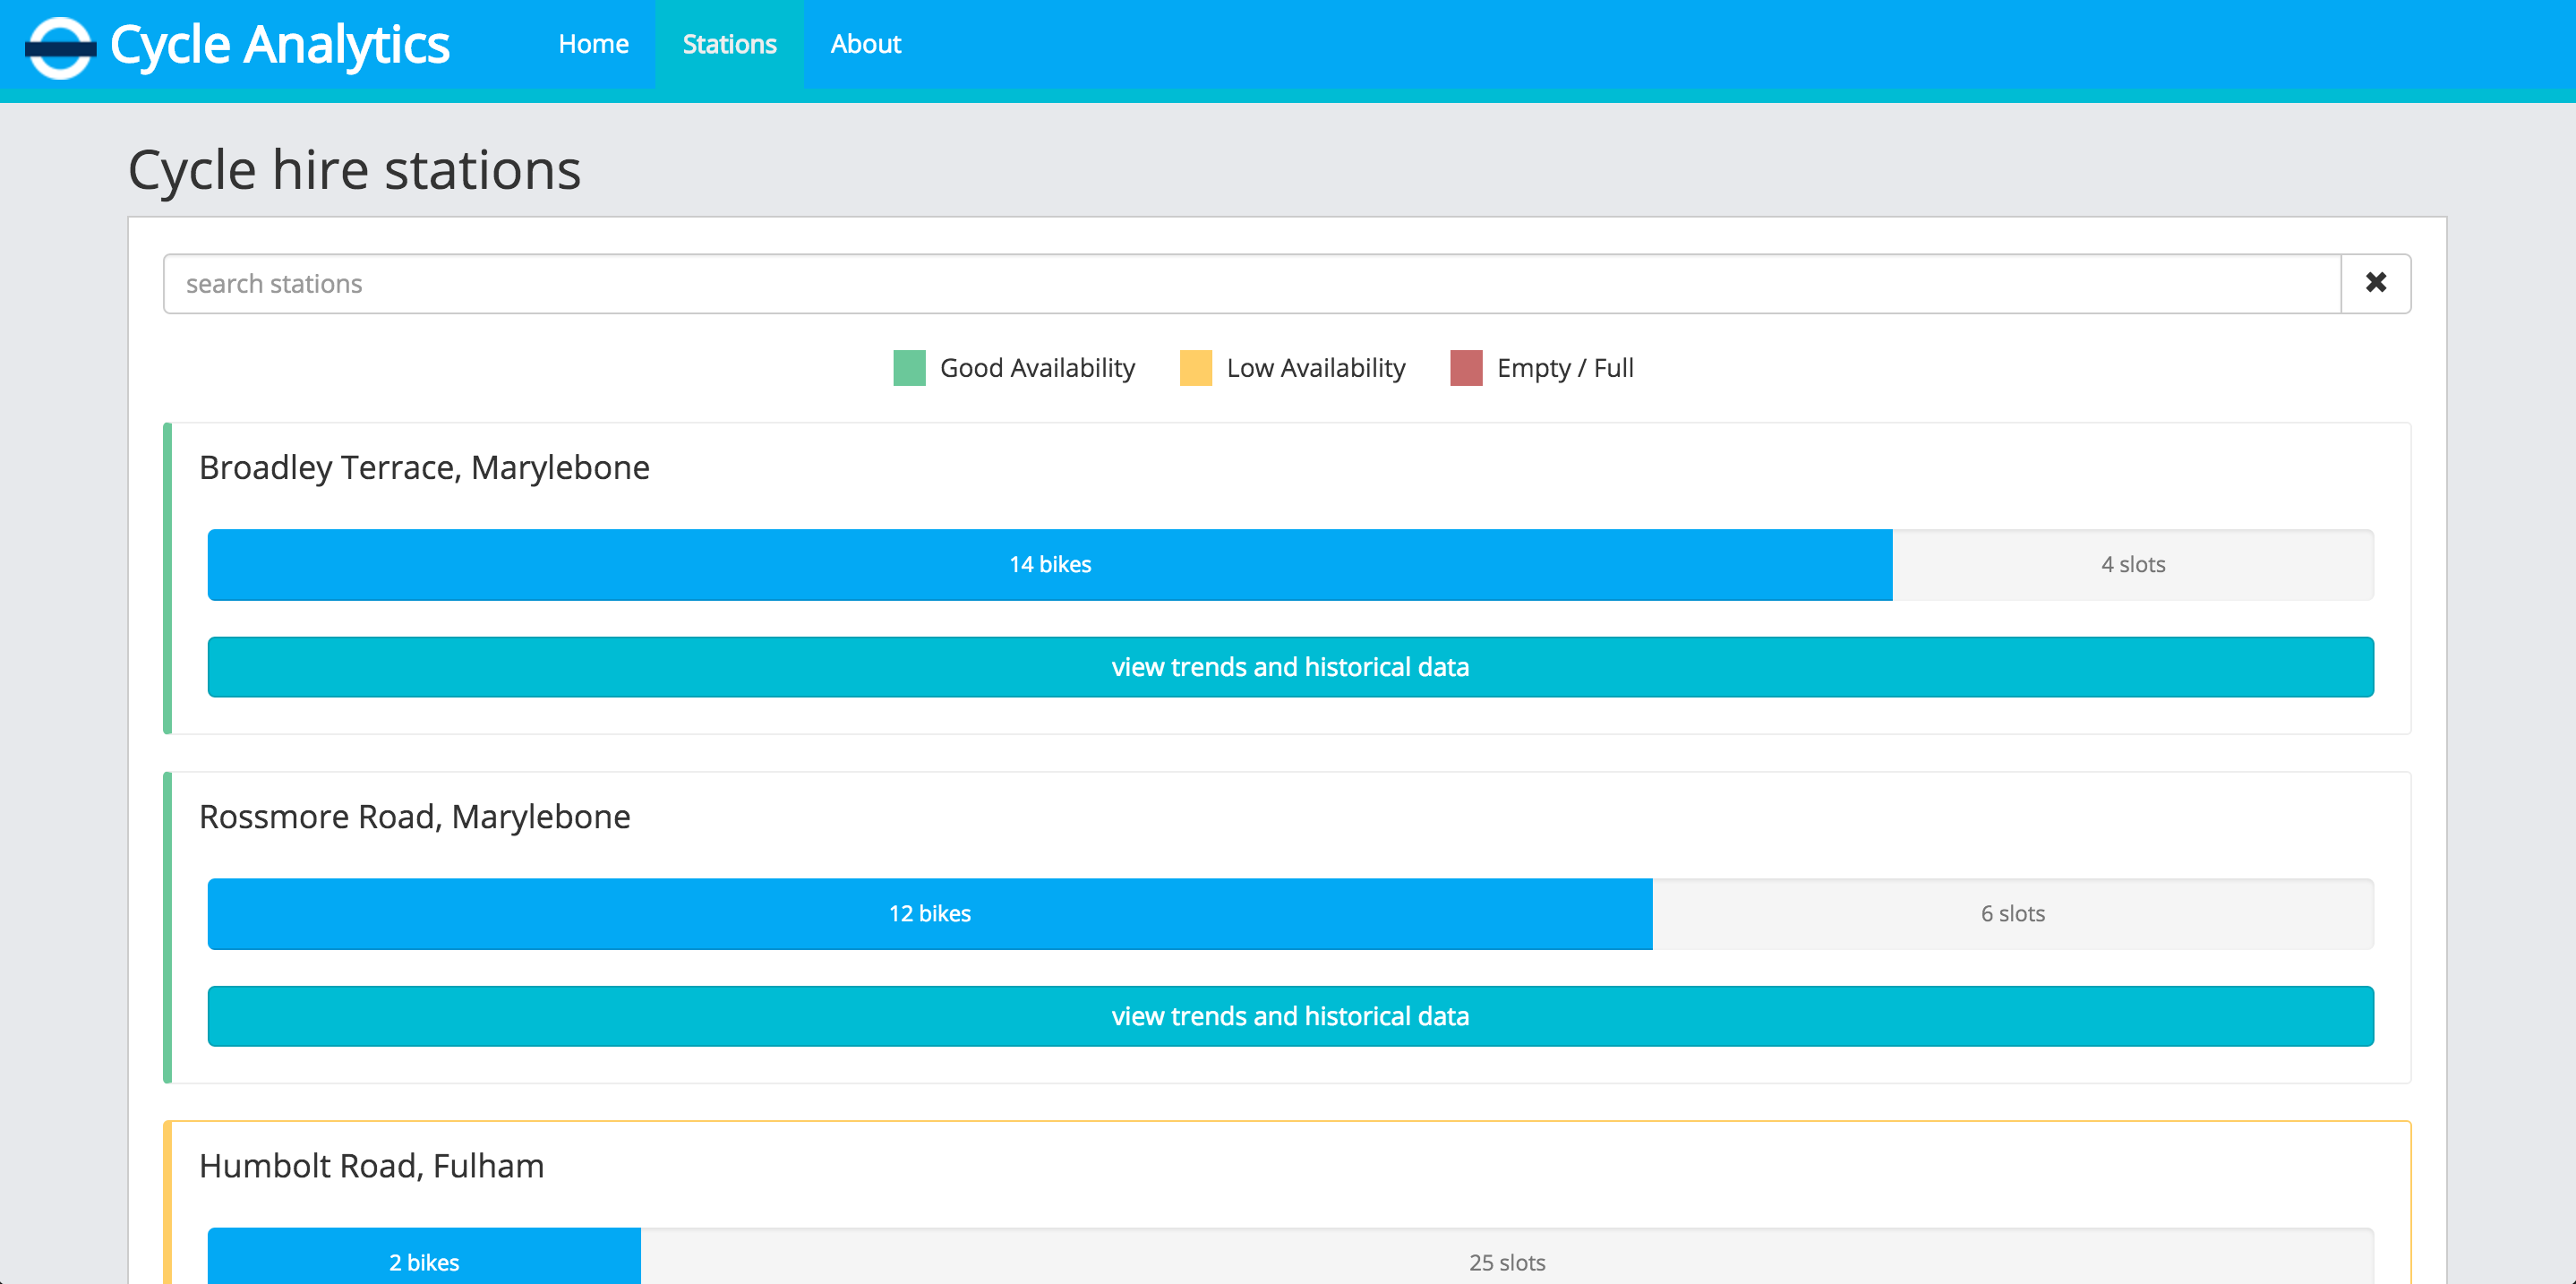 Cycle Analytics Home Stations About
Cycle hire stations
search stations
Good Availability Low Availability Empty / Full
Broadley Terrace, Marylebone
14 bikes 4 slots
view trends and historical data
Rossmore Road, Marylebone
12 bikes 6 slots
view trends and historical data
Humbolt Road, Fulham
2 bikes 25 slots